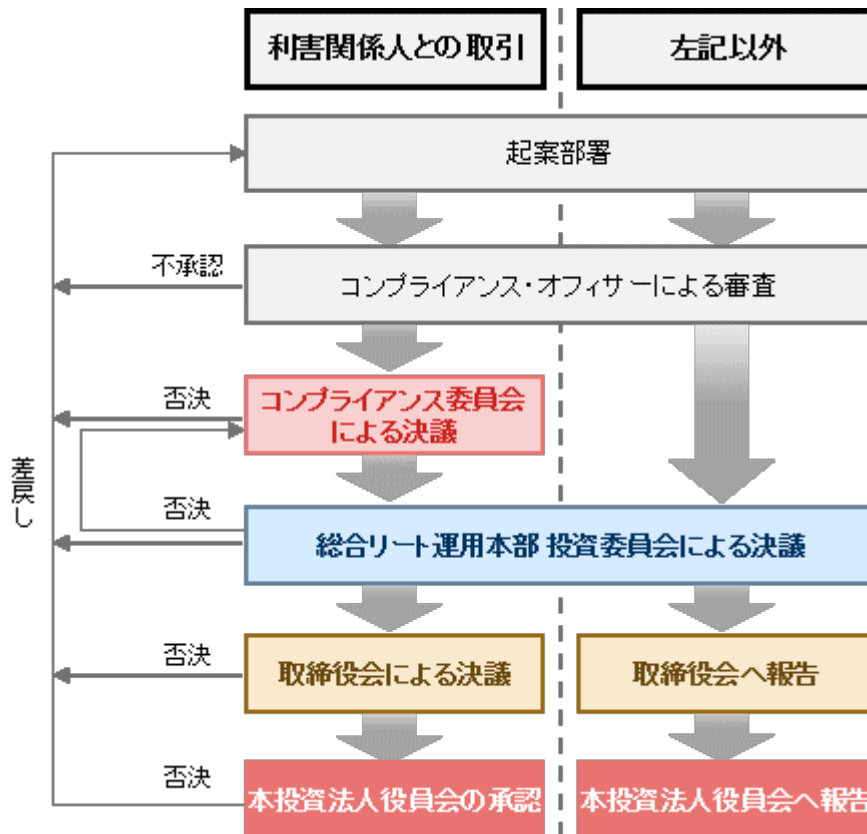 利害関係人との取引
左記以外
起案部署
不承認
コンプライアンス・オフィサーによる審査
否決
コンプライアンス委員会
による決議
差戻し
否決
総合リート運用本部 投資委員会による決議
否決
取締役会による決議
取締役会へ報告
否決
本投資法人役員会の承認
本投資法人役員会へ報告